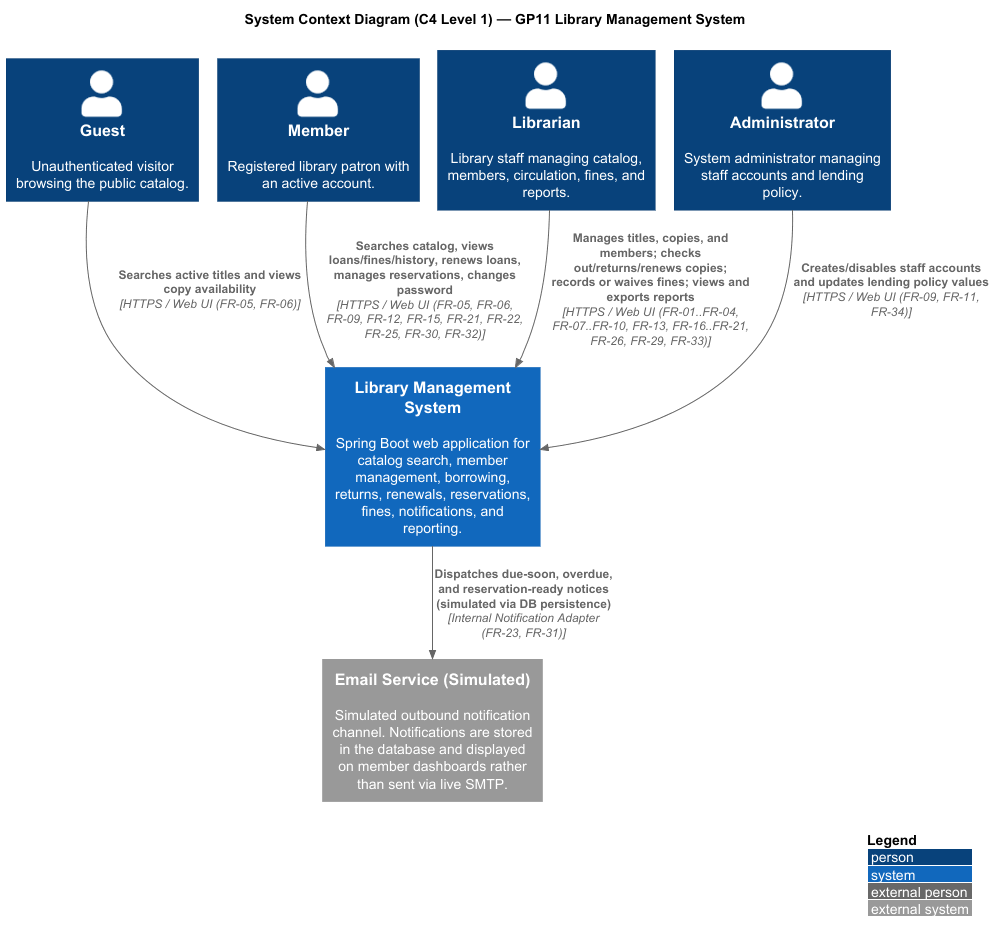 System Context Diagram (C4 Level 1) — GP11 Library Management System
Guest
Unauthenticated visitor
browsing the public catalog.
Member
Registered library patron with
an active account.
Librarian
Library staff managing catalog,
members, circulation, fines, and
reports.
Administrator
System administrator managing
staff accounts and lending
policy.
Searches active titles and views
copy availability
[HTTPS / Web UI (FR-05, FR-06)]
Searches catalog, views
loans/fines/history, renews loans,
manages reservations, changes
password
[HTTPS / Web UI (FR-05, FR-06,
FR-09, FR-12, FR-15, FR-21, FR-22,
FR-25, FR-30, FR-32)]
Manages titles, copies, and
members; checks
out/returns/renews copies;
records or waives fines; views and
exports reports
[HTTPS / Web UI (FR-01..FR-04,
FR-07..FR-10, FR-13, FR-16..FR-21,
FR-26, FR-29, FR-33)]
Creates/disables staff accounts
and updates lending policy values
[HTTPS / Web UI (FR-09, FR-11,
FR-34)]
Library Management
System
Spring Boot web application for
catalog search, member
management, borrowing,
returns, renewals, reservations,
fines, notifications, and
reporting.
Dispatches due-soon, overdue,
and reservation-ready notices
(simulated via DB persistence)
[Internal Notification Adapter
(FR-23, FR-31)]
Email Service (Simulated)
Simulated outbound notification
channel. Notifications are stored
in the database and displayed
on member dashboards rather
than sent via live SMTP.
Legend
person
system
external person
external system